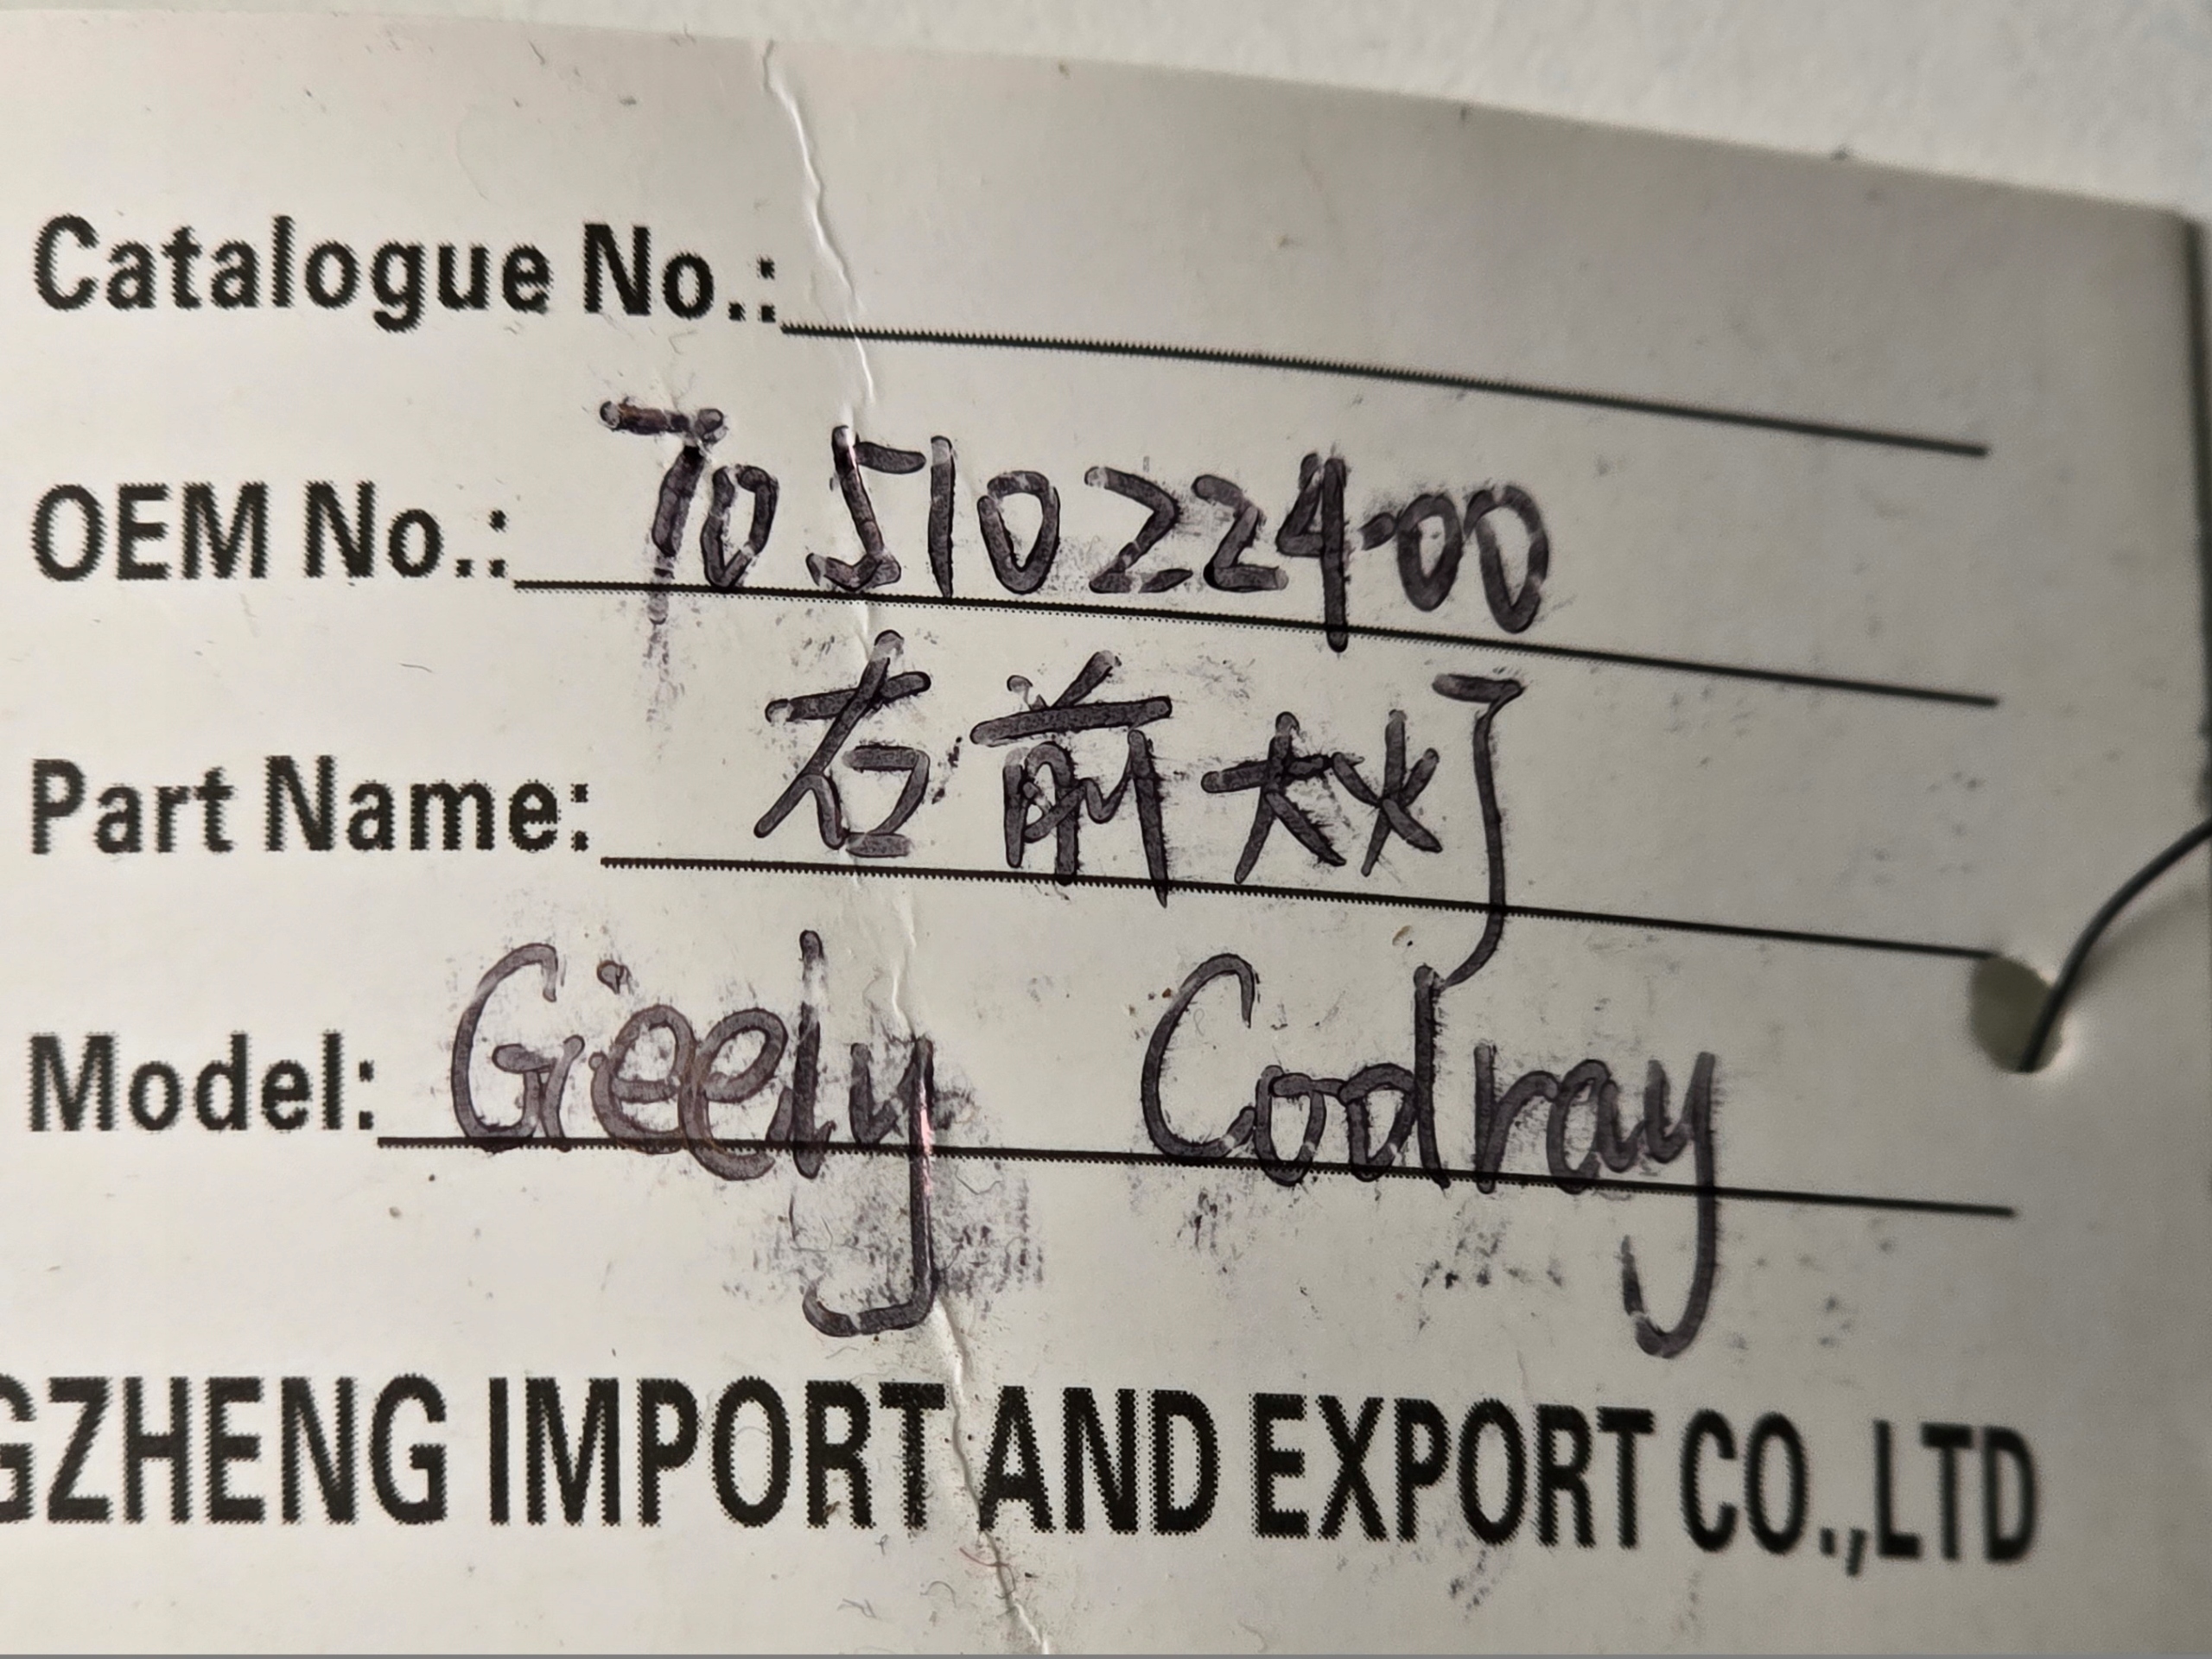 Catalogue No.:
OEM No.: 7051022400
Part Name: 右前大灯
Model: Gieely Coolray
GZHENG IMPORT AND EXPORT CO.,LTD